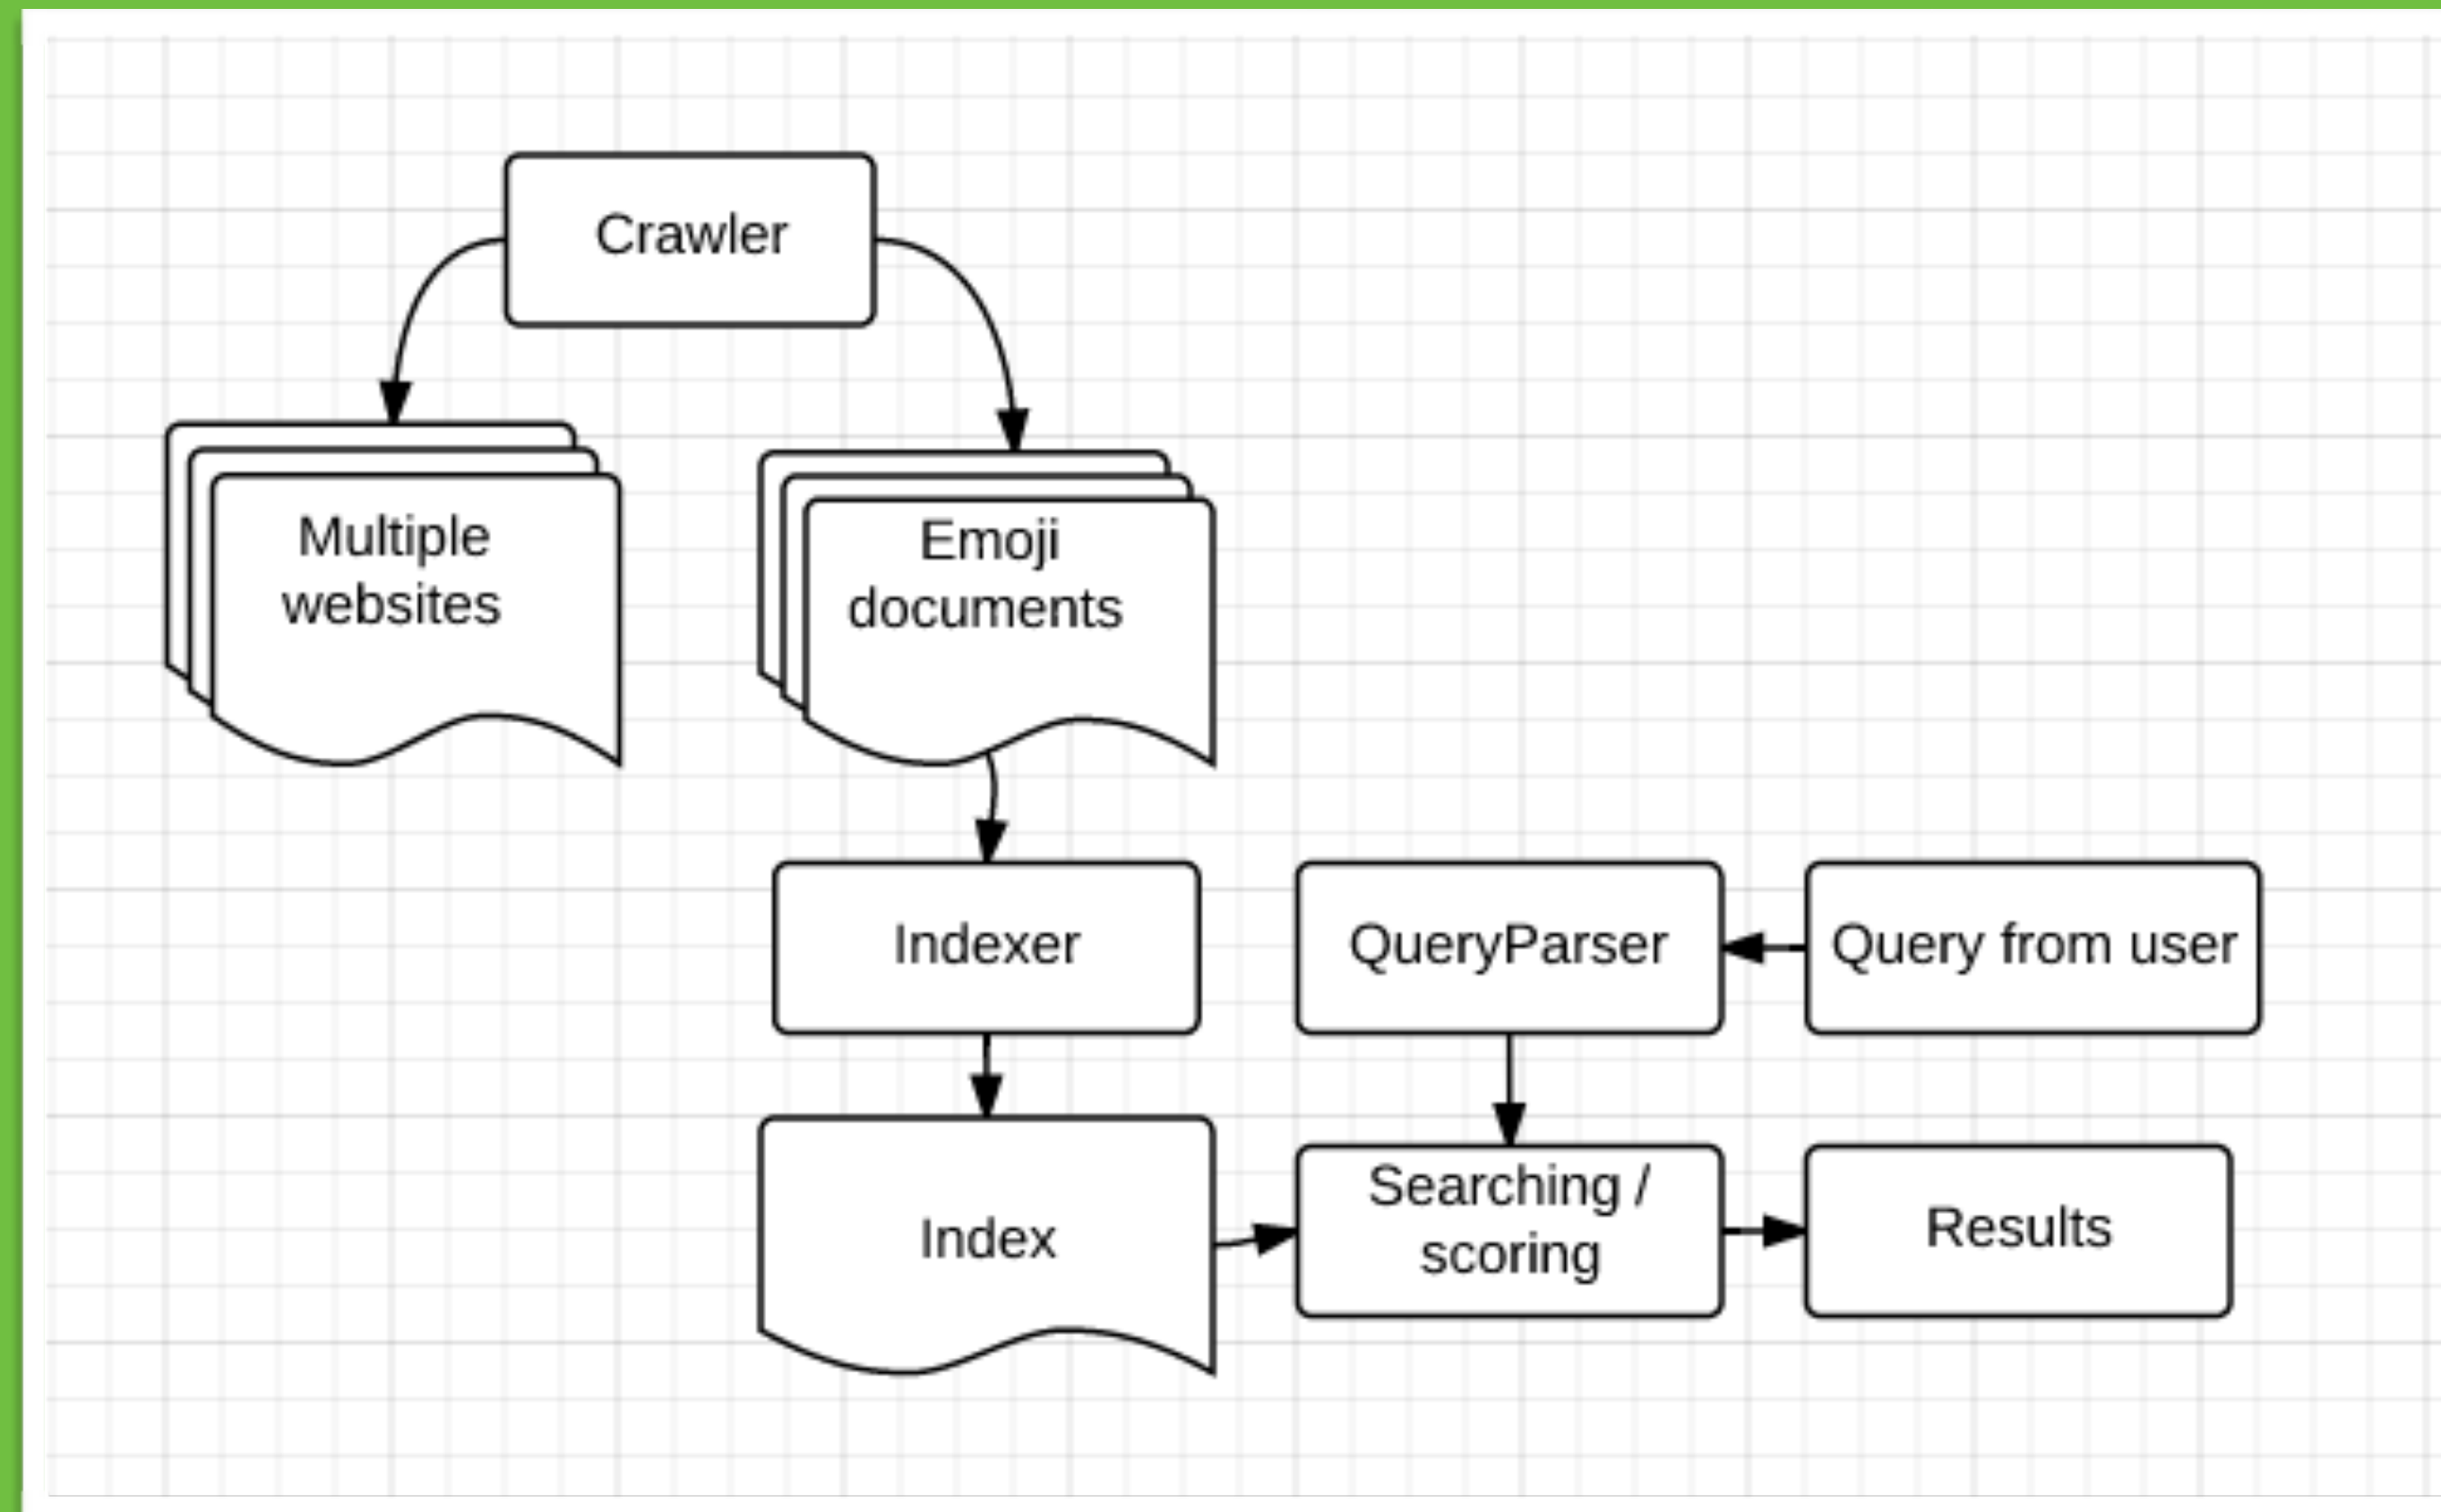 Crawler
Multiple
websites
Emoji
documents
Indexer
QueryParser
Query from user
Index
Searching /
scoring
Results